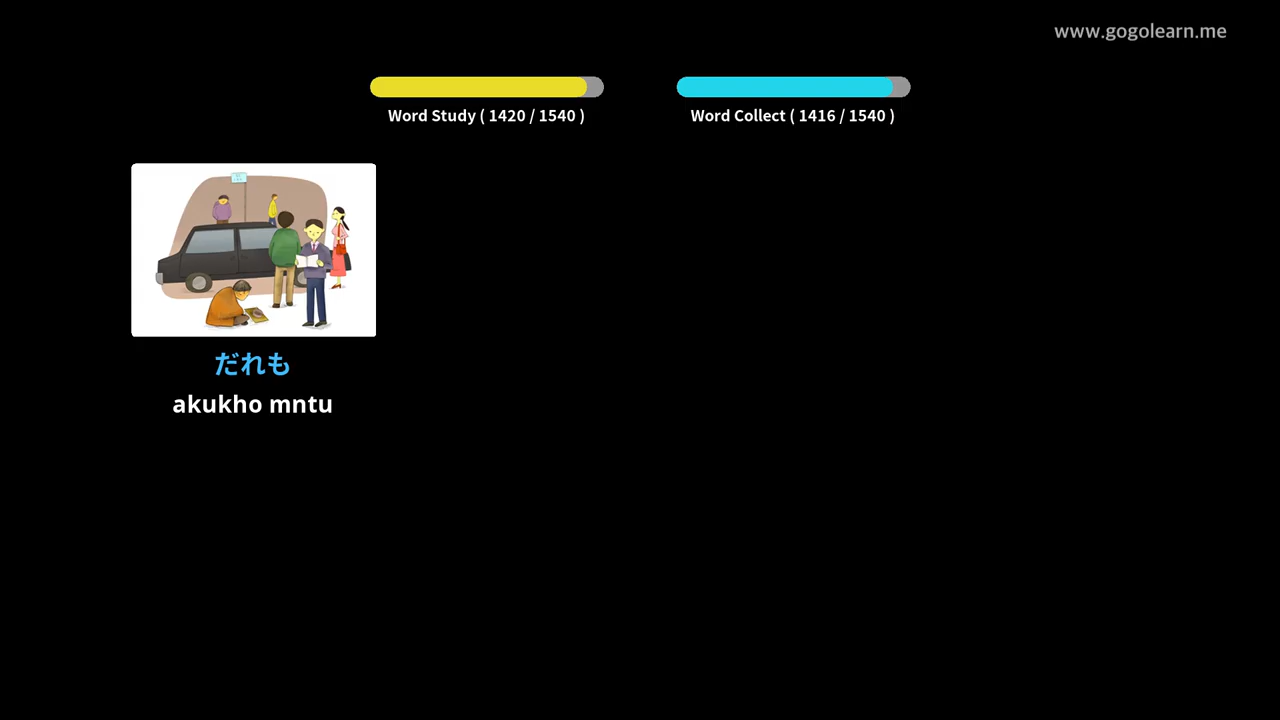 www.gogolearn.me
Word Study ( 1420 / 1540 )
Word Collect ( 1416 / 1540 )
だれも
akukho mntu